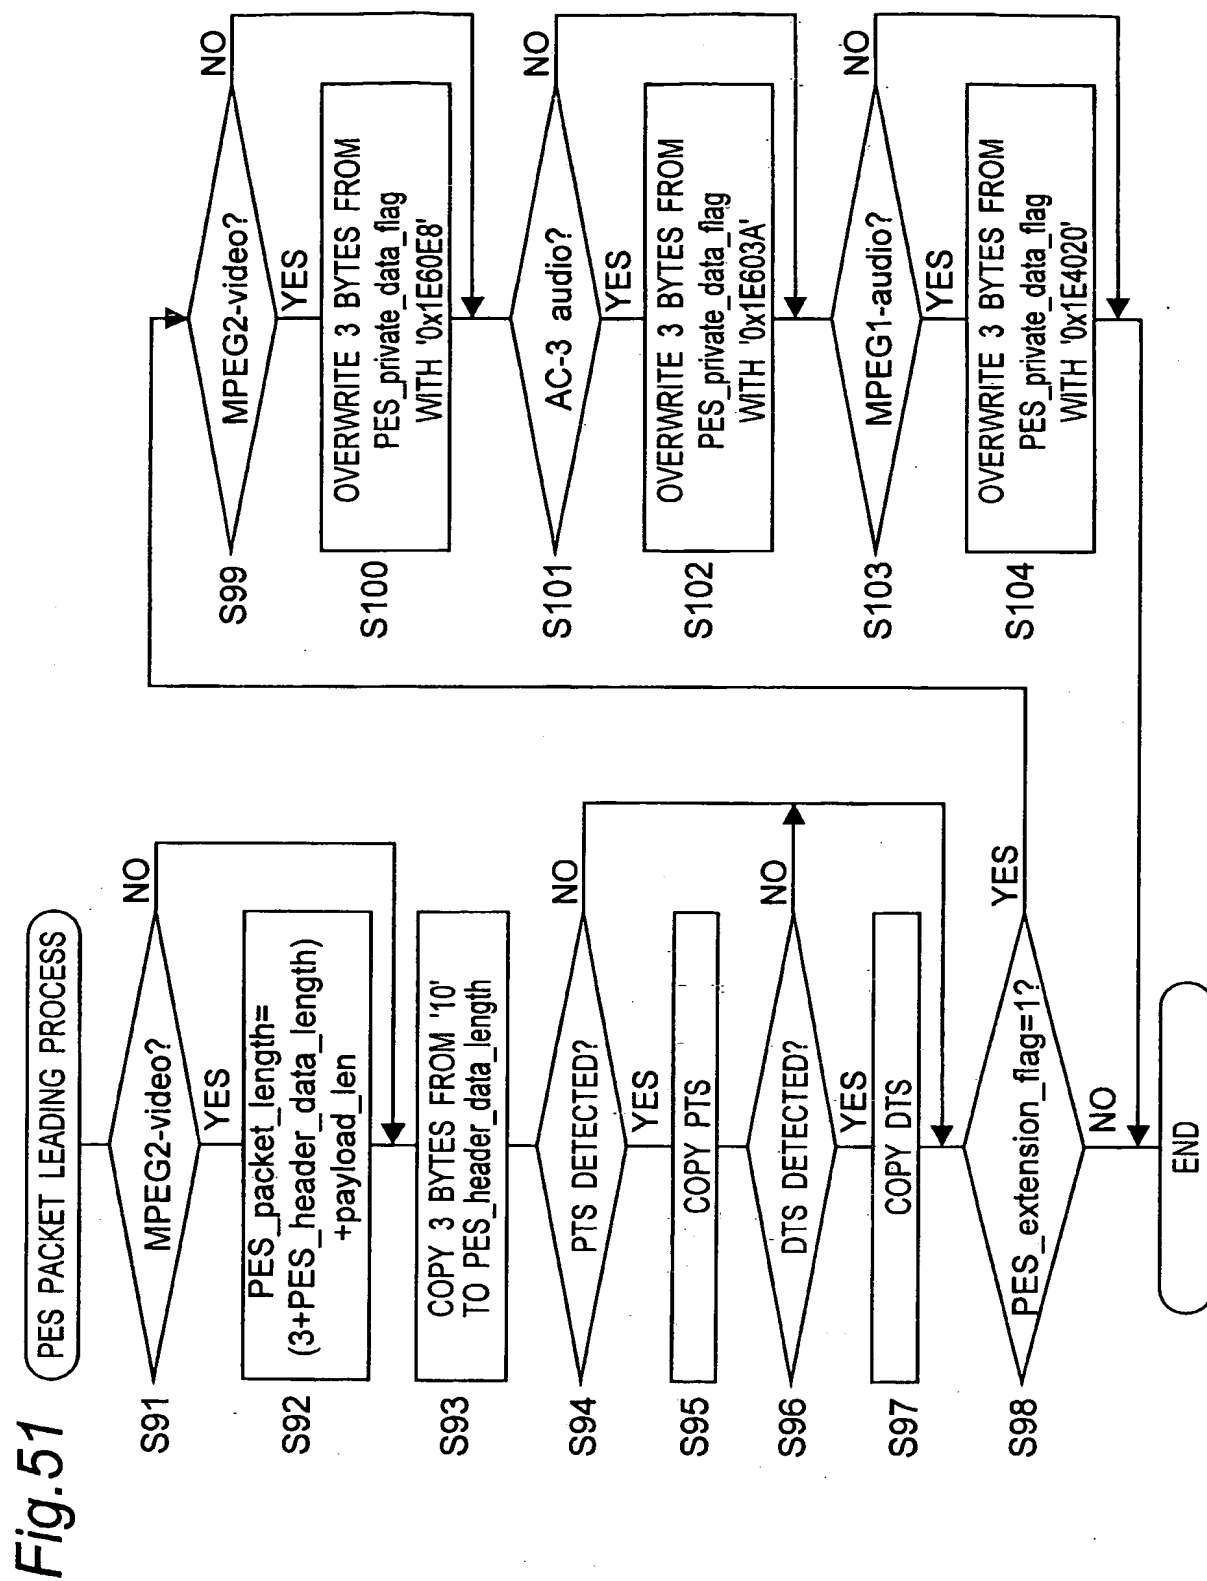 Fig.51
PES PACKET LEADING PROCESS
S91
MPEG2-video?
NO
YES
S92
PES_packet_length=
(3+PES_header_data_length)
+payload_len
S93
COPY 3 BYTES FROM '10'
TO PES_header_data_length
S94
PTS DETECTED?
NO
YES
S95
COPY PTS
S96
DTS DETECTED?
NO
YES
S97
COPY DTS
S98
PES_extension_flag=1?
YES
NO
END
S99
MPEG2-video?
NO
YES
S100
OVERWRITE 3 BYTES FROM
PES_private_data_flag
WITH '0x1E60E8'
S101
AC-3 audio?
NO
YES
S102
OVERWRITE 3 BYTES FROM
PES_private_data_flag
WITH '0x1E603A'
S103
MPEG1-audio?
NO
YES
S104
OVERWRITE 3 BYTES FROM
PES_private_data_flag
WITH '0x1E4020'